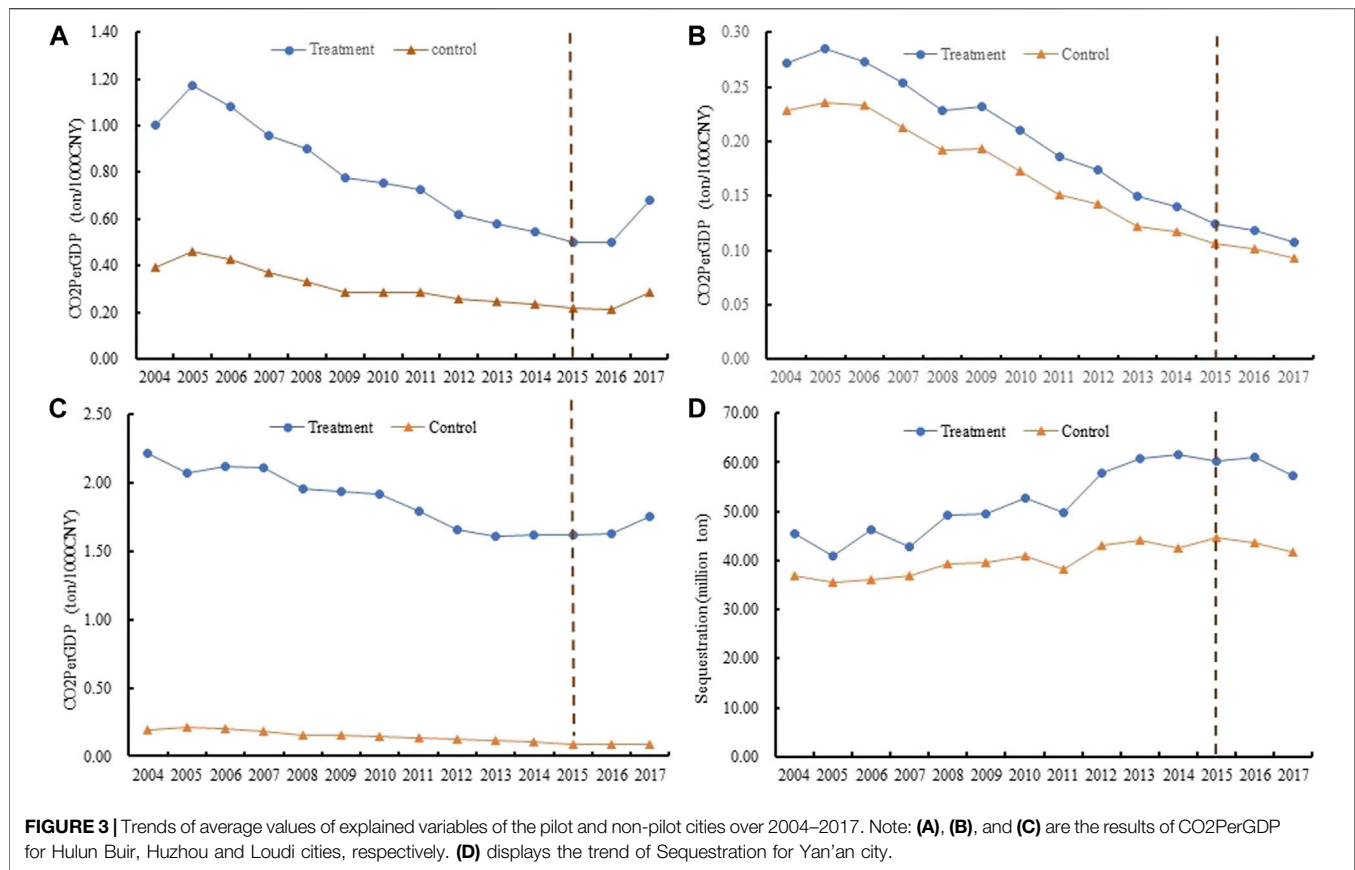 A
1.40
1.20
1.00
0.80
0.60
0.40
0.20
0.00
CO2PerGDP (ton/1000CNY)
Treatment control
2004 2005 2006 2007 2008 2009 2010 2011 2012 2013 2014 2015 2016 2017
B
0.30
0.25
0.20
0.15
0.10
0.05
0.00
CO2PerGDP (ton/1000CNY)
Treatment Control
2004 2005 2006 2007 2008 2009 2010 2011 2012 2013 2014 2015 2016 2017
C
2.50
2.00
1.50
1.00
0.50
0.00
CO2PerGDP (ton/1000CNY)
Treatment Control
2004 2005 2006 2007 2008 2009 2010 2011 2012 2013 2014 2015 2016 2017
D
70.00
60.00
50.00
40.00
30.00
20.00
10.00
0.00
Sequestration (million ton)
Treatment Control
2004 2005 2006 2007 2008 2009 2010 2011 2012 2013 2014 2015 2016 2017
FIGURE 3 | Trends of average values of explained variables of the pilot and non-pilot cities over 2004–2017. Note: (A), (B), and (C) are the results of CO2PerGDP
for Hulun Buir, Huzhou and Loudi cities, respectively. (D) displays the trend of Sequestration for Yan'an city.